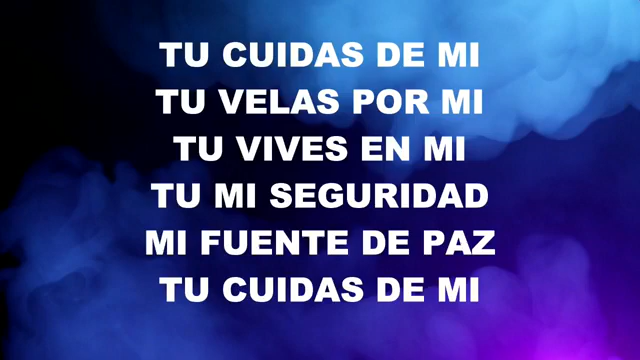 TU CUIDAS DE MI
TU VELAS POR MI
TU VIVES EN MI
TU MI SEGURIDAD
MI FUENTE DE PAZ
TU CUIDAS DE MI